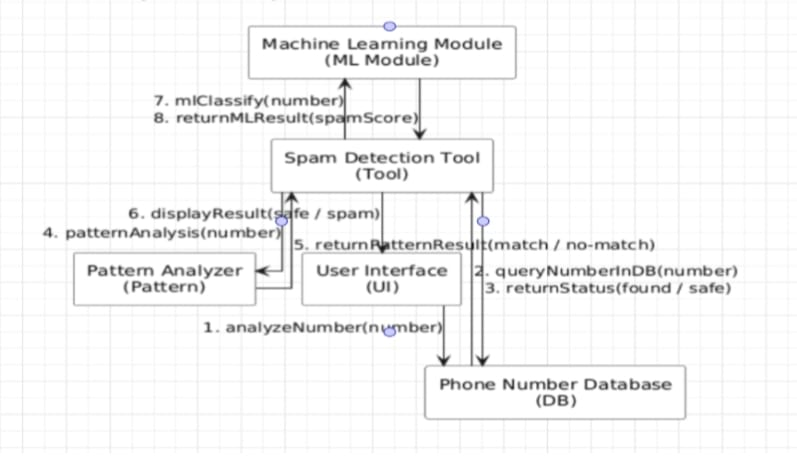 Machine Learning Module
(ML Module)
7. mlClassify(number)
8. returnMLResult(spamScore)
Spam Detection Tool
(Tool)
6. displayResult(safe / spam)
4. patternAnalysis(number)
5. returnPatternResult(match / no-match)
Pattern Analyzer
(Pattern)
User Interface
(UI)
2. queryNumberInDB(number)
3. returnStatus(found / safe)
1. analyzeNumber(number)
Phone Number Database
(DB)